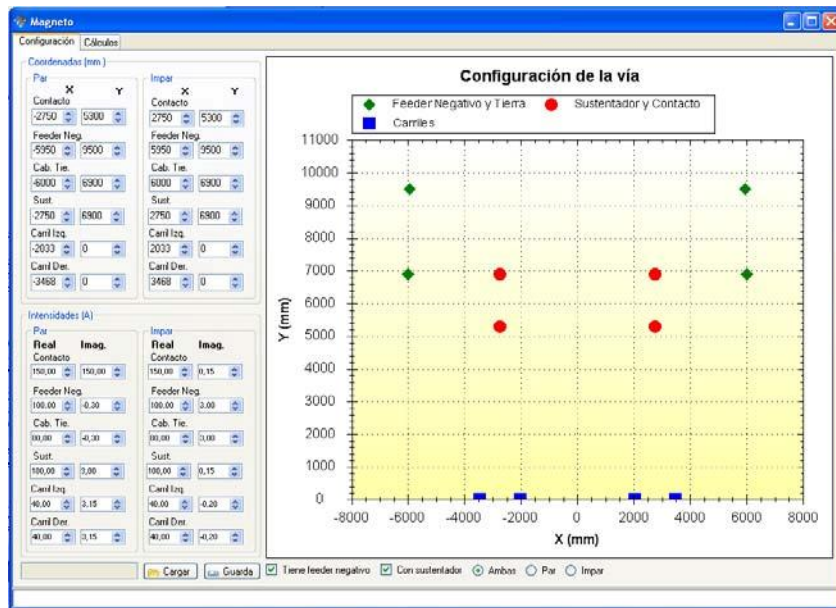 Magneto
Configuración Cálculos
Coordenadas (mm.)
Par
X Y
Contacto
-2750 5300
Feeder Neg.
-5950 9500
Cab. Tie.
-6000 6900
Sust.
-2750 6900
Carril Izq.
-2033 0
Carril Der.
-3468 0
Impar
X Y
Contacto
2750 5300
Feeder Neg.
5950 9500
Cab. Tie.
6000 6900
Sust.
2750 6900
Carril Izq.
2033 0
Carril Der.
3468 0
Intensidades (A)
Par
Real Imag.
Contacto
150,00 150,00
Feeder Neg.
100,00 -0,30
Cab. Tie.
-0,30
Sust.
100,00
Carril Izq.
40,00 3,15
Carril Der.
40,00 3,15
Impar
Real Imag.
Contacto
150,00 0,15
Feeder Neg.
100,00 3,00
Cab. Tie.
3,00
Sust.
100,00 0,15
Carril Izq.
40,00 -0,20
Carril Der.
40,00 -0,20
Cargar Guarda
Configuración de la vía
Feeder Negativo y Tierra Sustentador y Contacto
Carriles
11000
10000
9000
8000
7000
6000
5000
4000
3000
2000
1000
0
Y (mm)
-8000 -6000 -4000 -2000 0 2000 4000 6000 8000
X (mm)
Tiene feeder negativo Con sustentador Ambas Par Impar